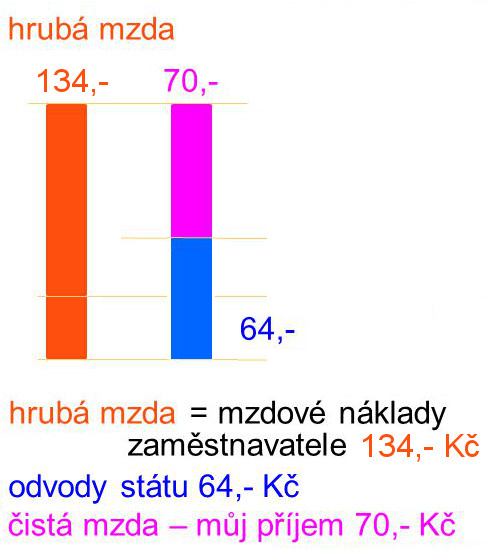 hrubá mzda
134,- 70,-
64,-
hrubá mzda = mzdové náklady
zaměstnavatele 134,- Kč
odvody státu 64,- Kč
čistá mzda – můj příjem 70,- Kč